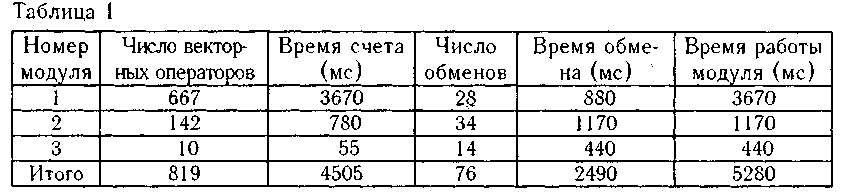 Таблица 1
Номер модуля Число векторных операторов Время счета (мс) Число обменов Время обмена (мс) Время работы модуля (мс)
1 667 3670 28 880 3670
2 142 780 34 1170 1170
3 10 55 14 440 440
Итого 819 4505 76 2490 5280